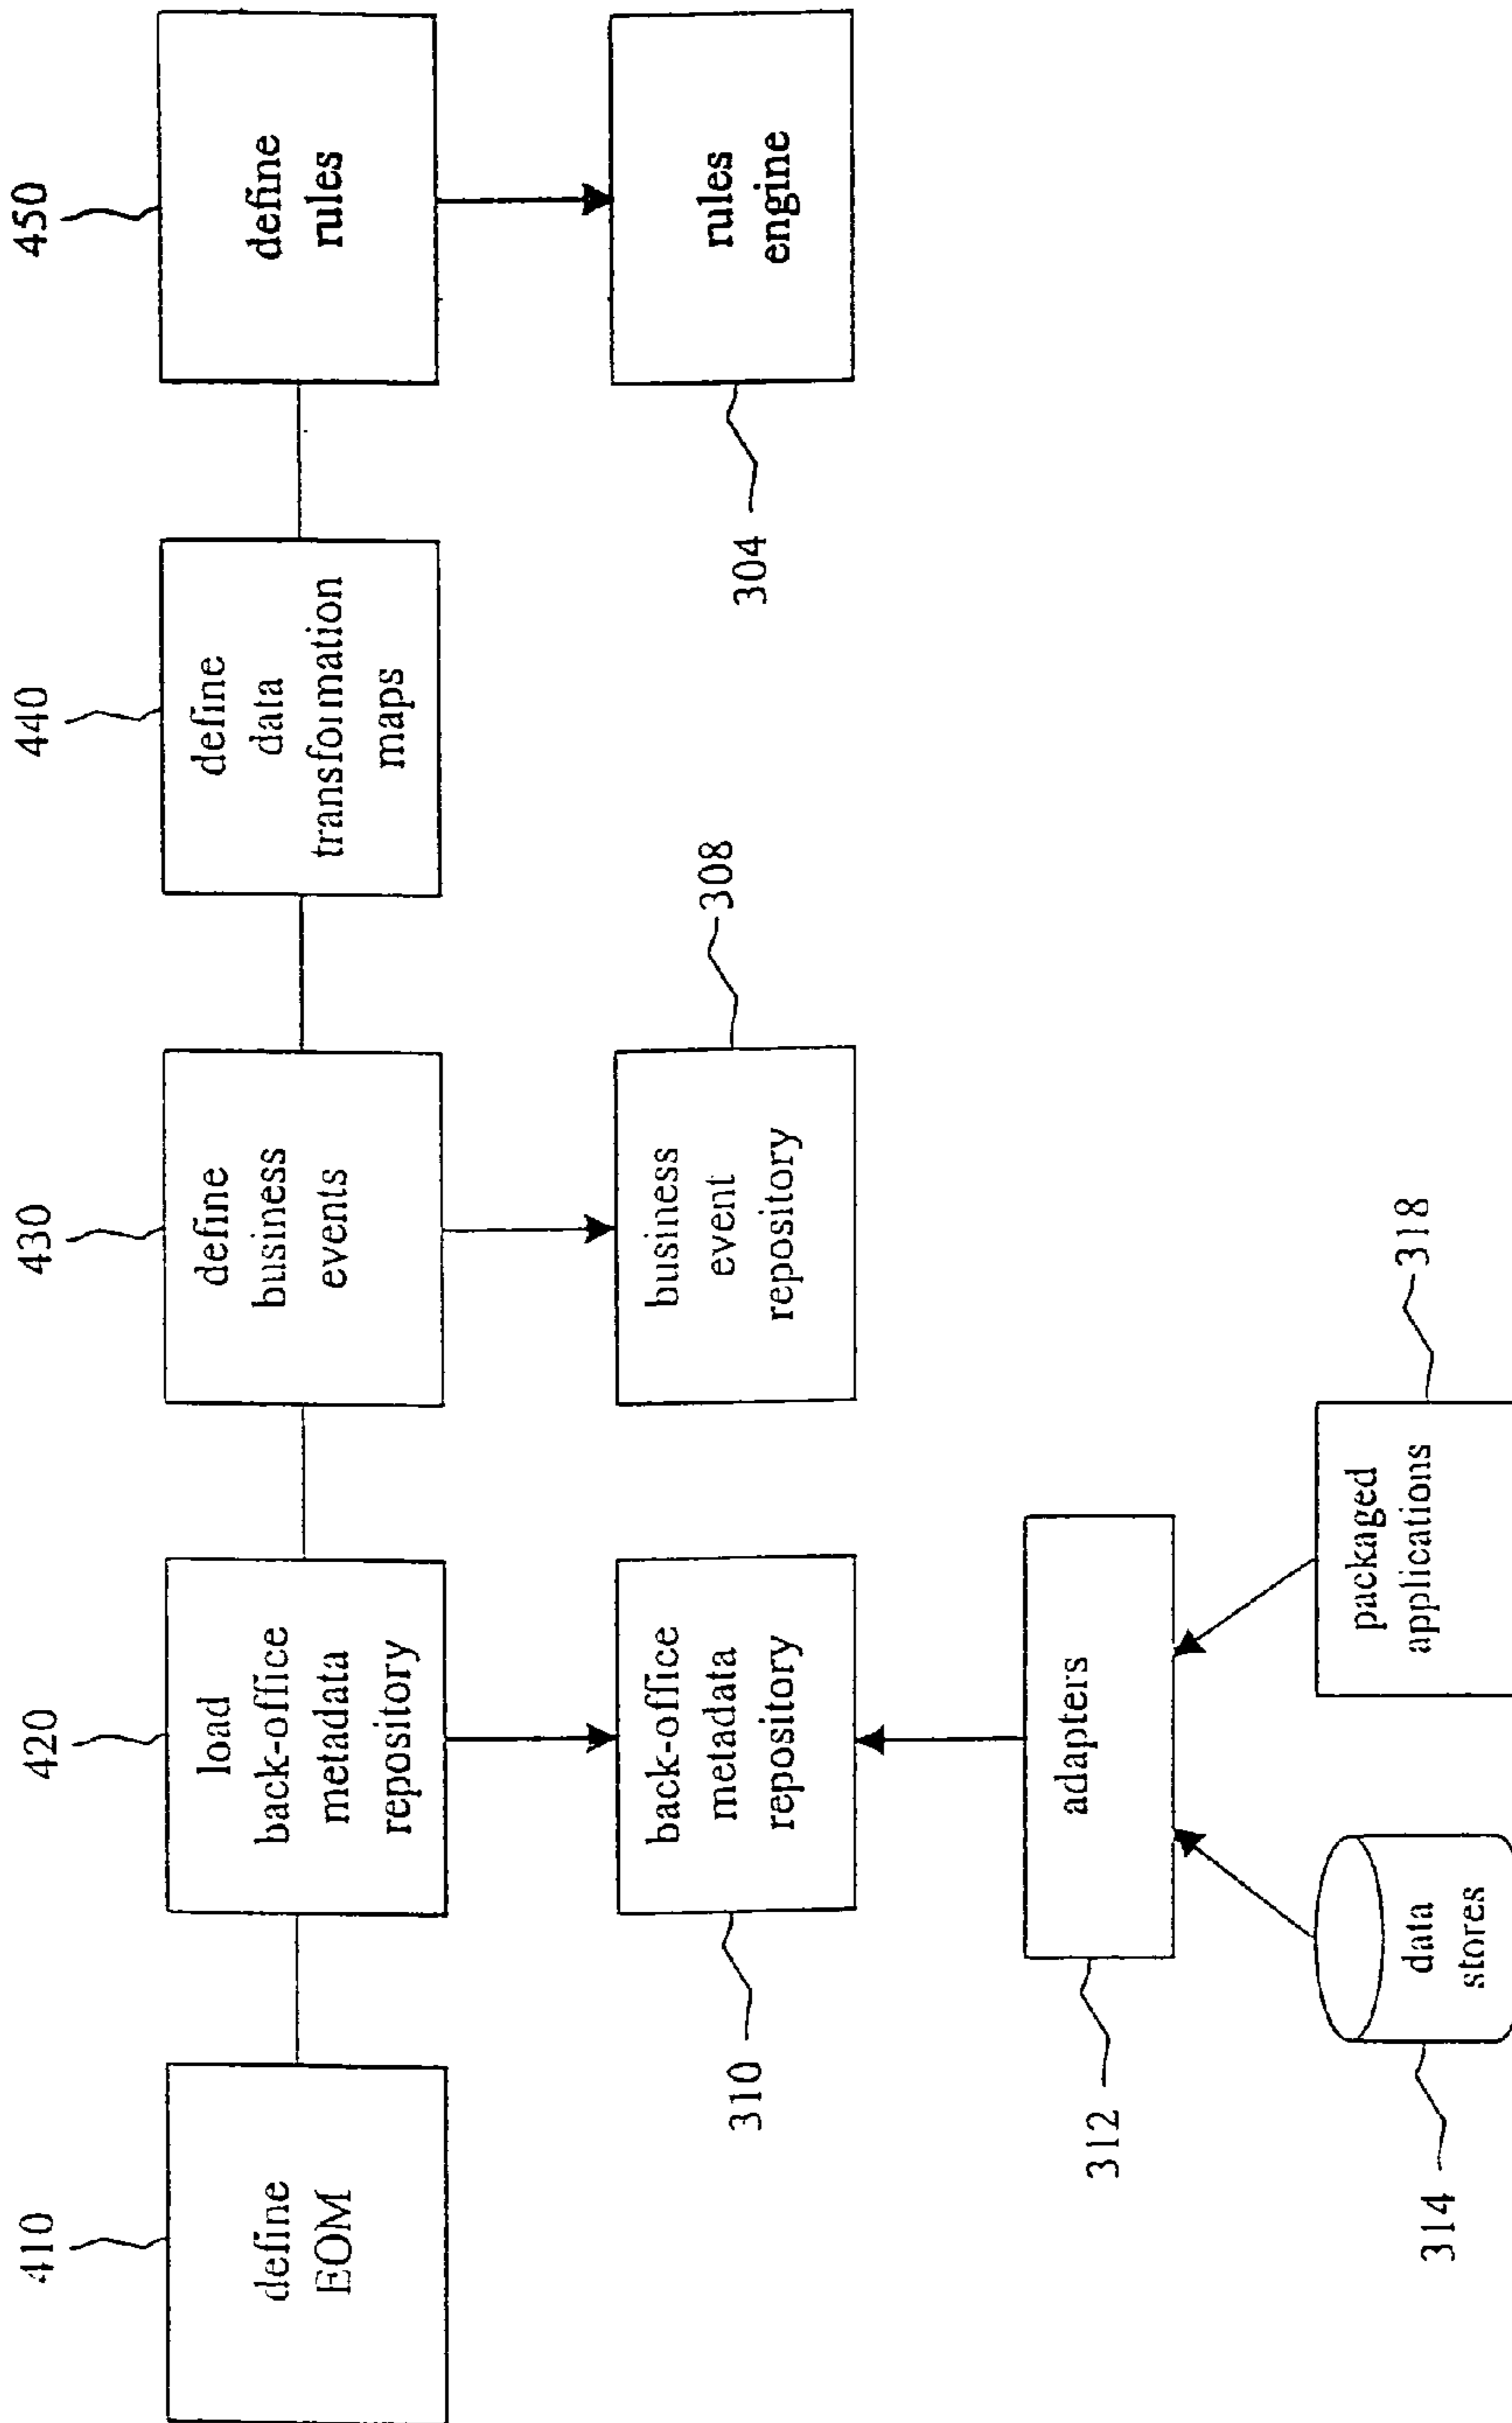 410
420
430
440
450
define
EOM
load
back-office
metadata
repository
define
business
events
define
data
transformation
maps
define
rules
310
back-office
metadata
repository
business
event
repository
308
304
rules
engine
312
adapters
314
data
stores
packaged
applications
318